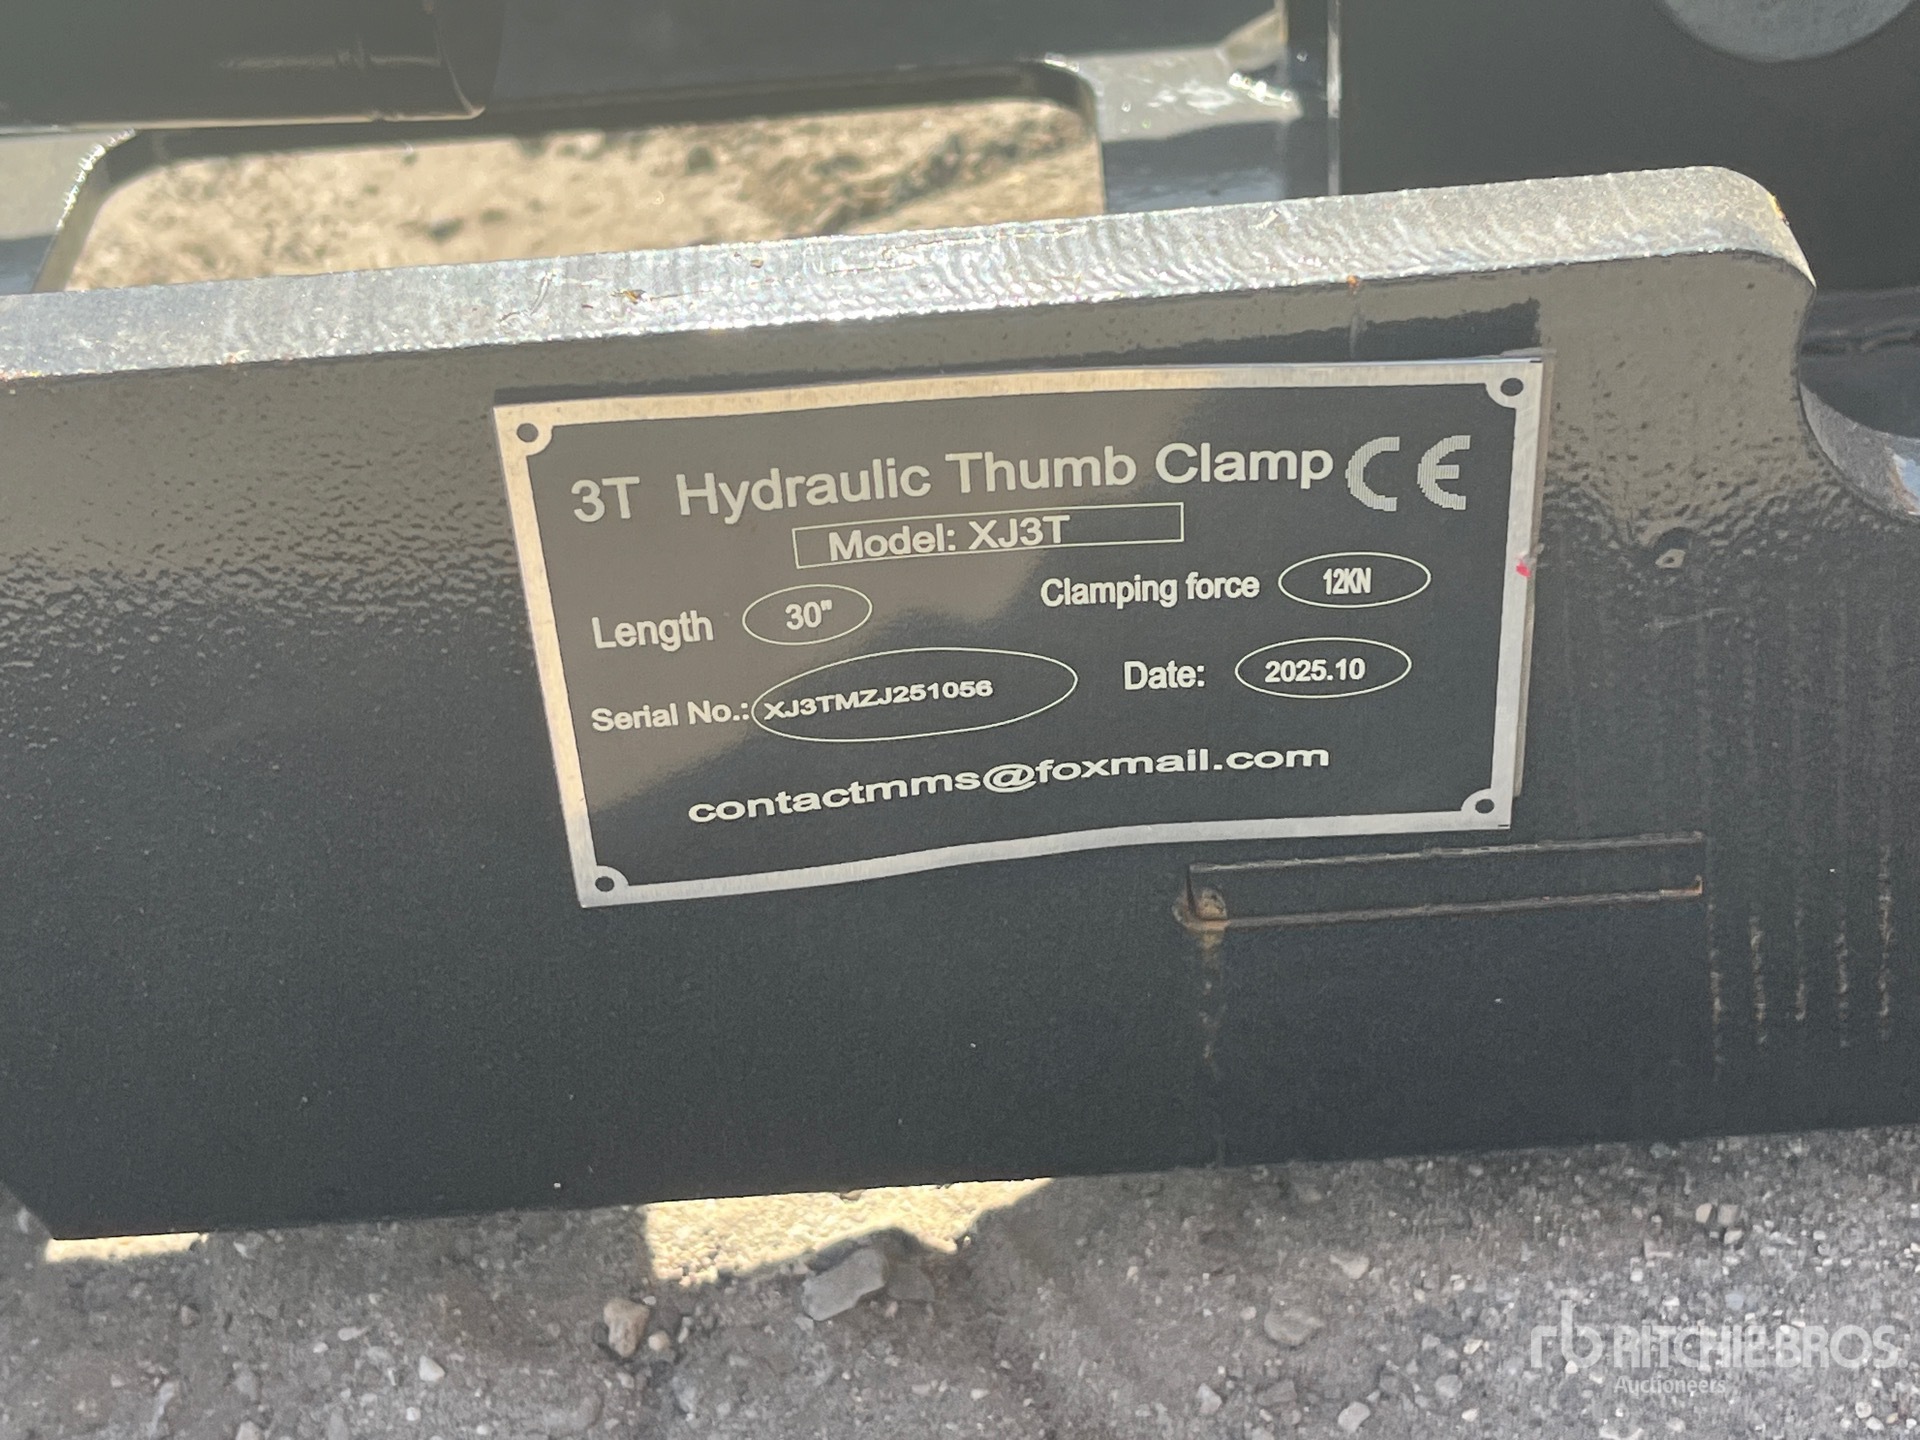 3T Hydraulic Thumb Clamp CE
Model: XJ3T
Length 30" Clamping force 12KN
Serial No.: XJ3TMZJ251056 Date: 2025.10
contactmms@foxmail.com
rb RITCHIE BROS.
Auctioneers